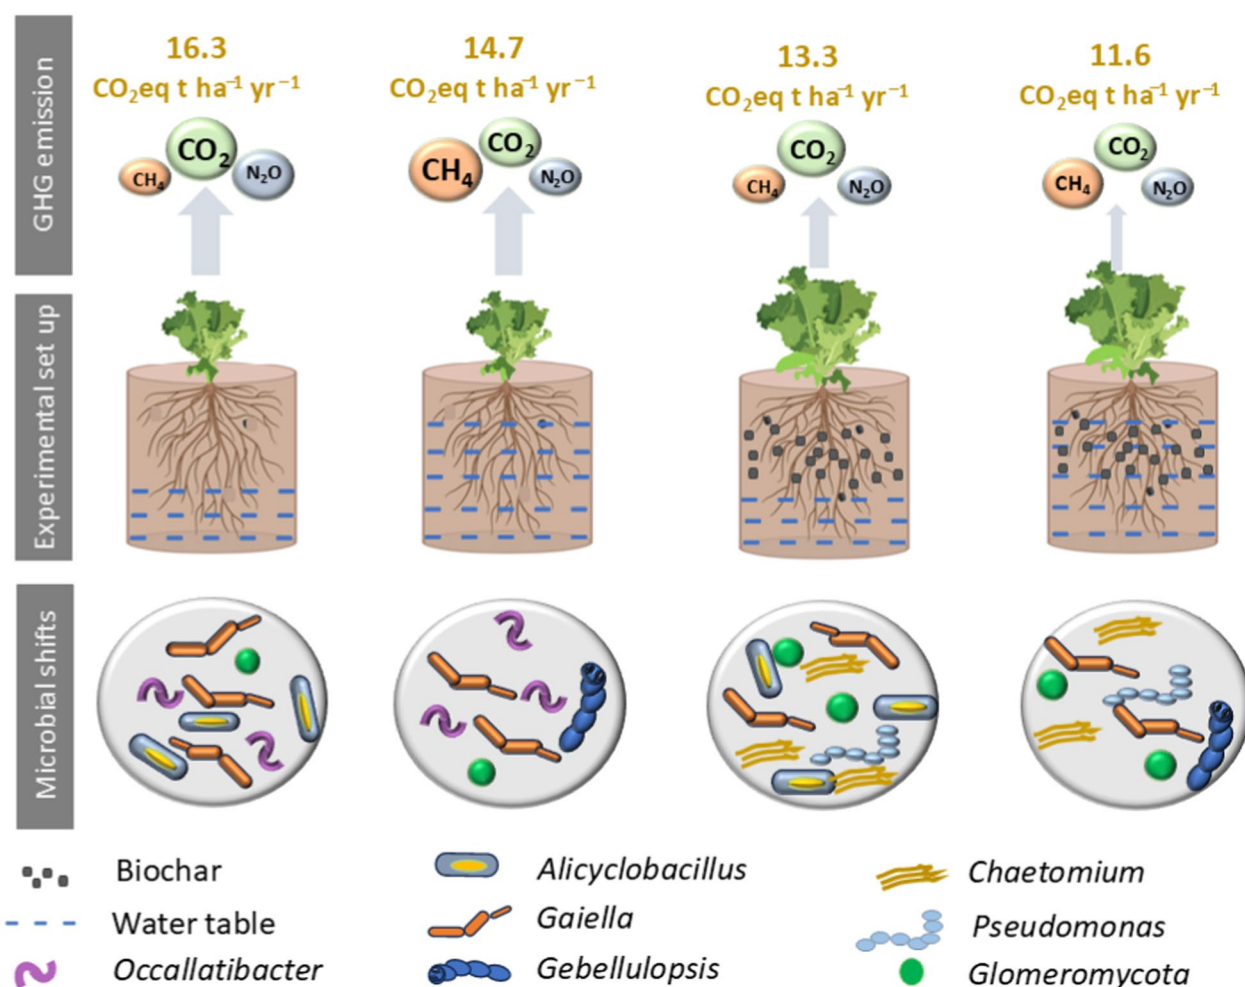 GHG emission
16.3
CO₂eq t ha⁻¹ yr⁻¹
CO₂
CH₄
N₂O
14.7
CO₂eq t ha⁻¹ yr⁻¹
CO₂
CH₄
N₂O
13.3
CO₂eq t ha⁻¹ yr⁻¹
CO₂
CH₄
N₂O
11.6
CO₂eq t ha⁻¹ yr⁻¹
CO₂
CH₄
N₂O
Experimental set up
Microbial shifts
Biochar
Water table
Occallatibacter
Alicyclobacillus
Gaiella
Gebellulopsis
Chaetomium
Pseudomonas
Glomeromycota